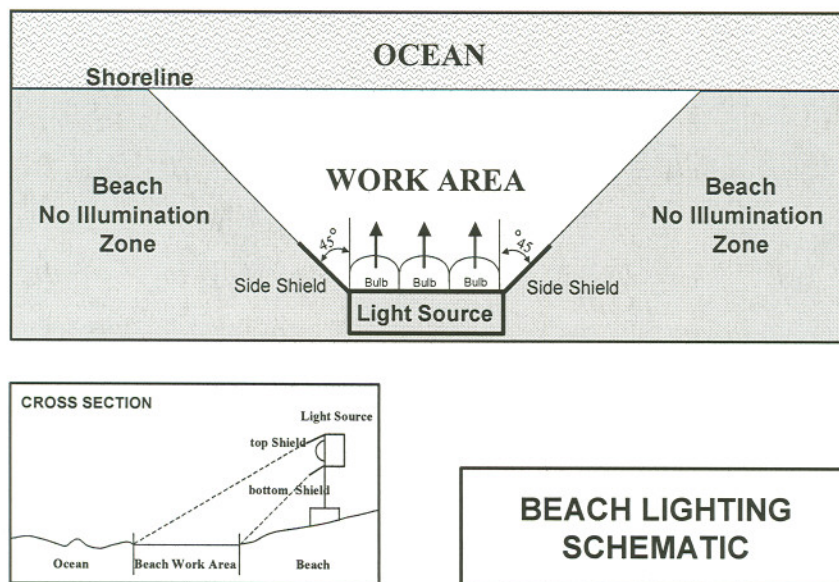 OCEAN
Shoreline
WORK AREA
Beach
No Illumination
Zone
Beach
No Illumination
Zone
45°
°45
Side Shield
Bulb
Bulb
Bulb
Side Shield
Light Source
CROSS SECTION
Light Source
top Shield
bottom Shield
Ocean
Beach Work Area
Beach
BEACH LIGHTING
SCHEMATIC